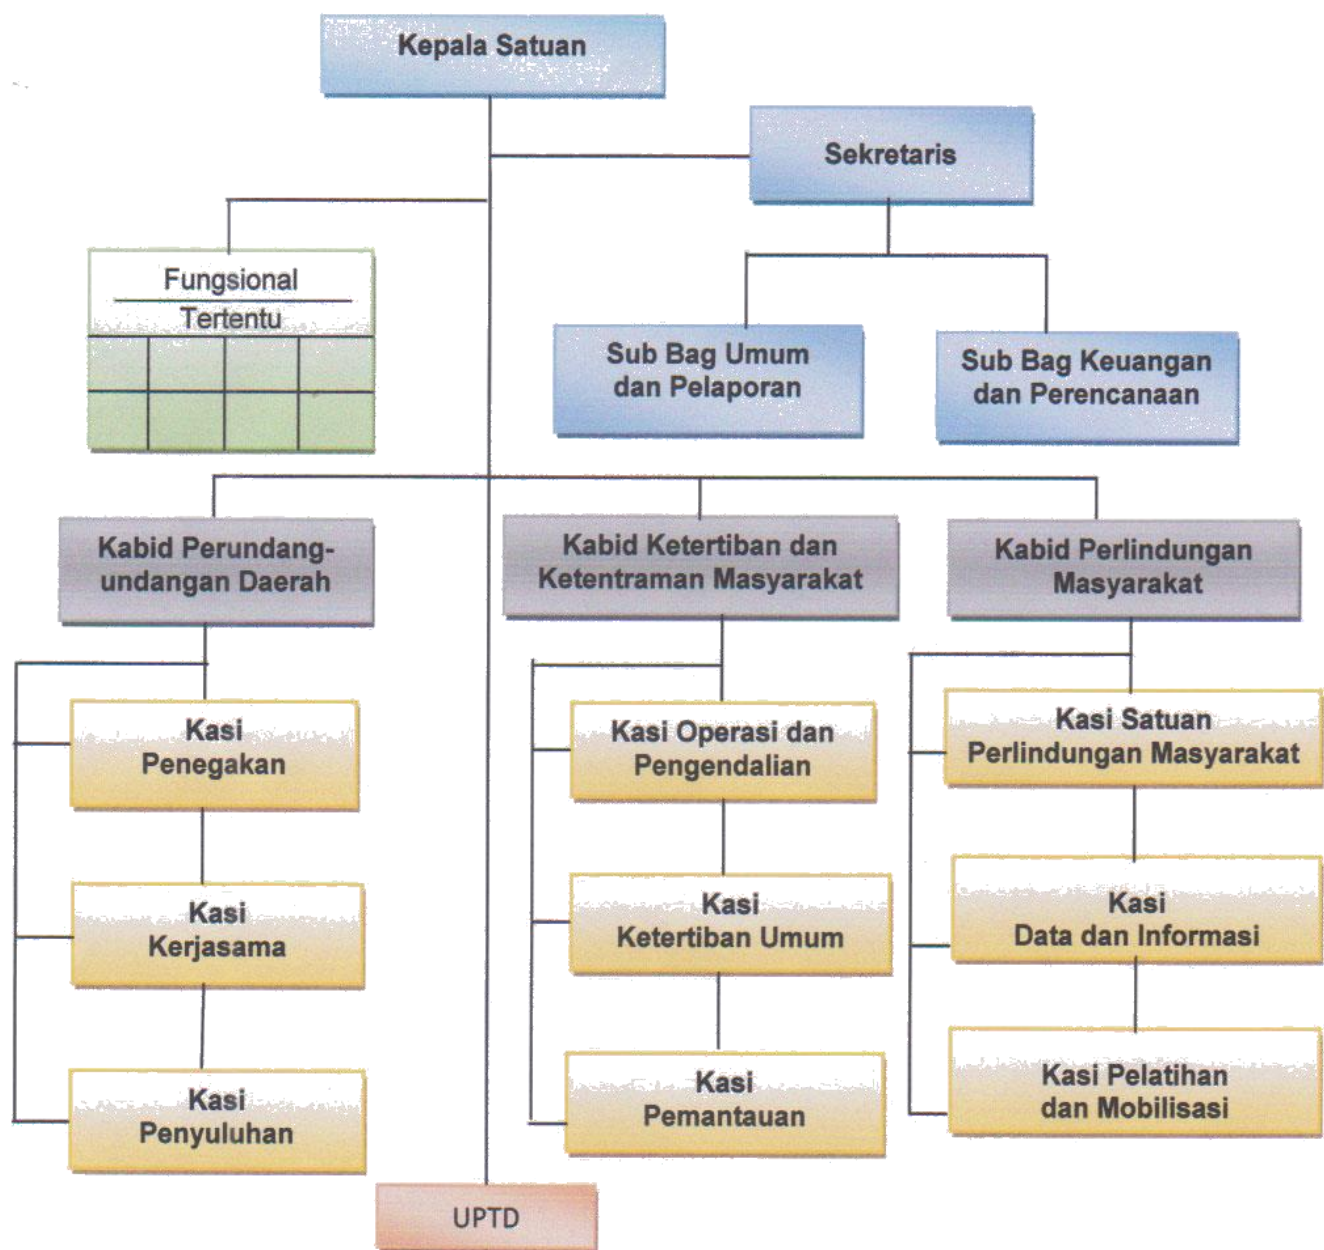 Kepala Satuan
Sekretaris
Fungsional
Tertentu
Sub Bag Umum
dan Pelaporan
Sub Bag Keuangan
dan Perencanaan
Kabid Perundang-
undangan Daerah
Kabid Ketertiban dan
Ketentraman Masyarakat
Kabid Perlindungan
Masyarakat
Kasi
Penegakan
Kasi Operasi dan
Pengendalian
Kasi Satuan
Perlindungan Masyarakat
Kasi
Kerjasama
Kasi
Ketertiban Umum
Kasi
Data dan Informasi
Kasi
Penyuluhan
Kasi
Pemantauan
Kasi Pelatihan
dan Mobilisasi
UPTD